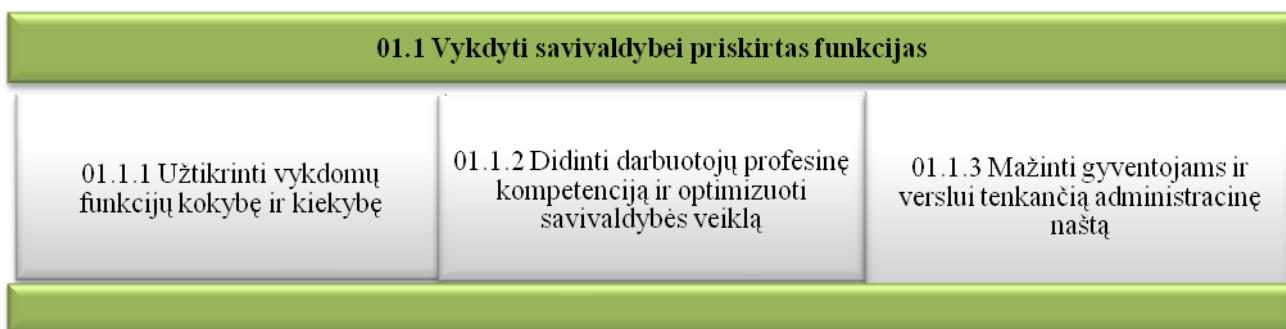 01.1 Vykdyti savivaldybei priskirtas funkcijas
01.1.1 Užtikrinti vykdomų
funkcijų kokybę ir kiekybę
01.1.2 Didinti darbuotojų profesinę
kompetenciją ir optimizuoti
savivaldybės veiklą
01.1.3 Mažinti gyventojams ir
verslui tenkančią administracinę
naštą